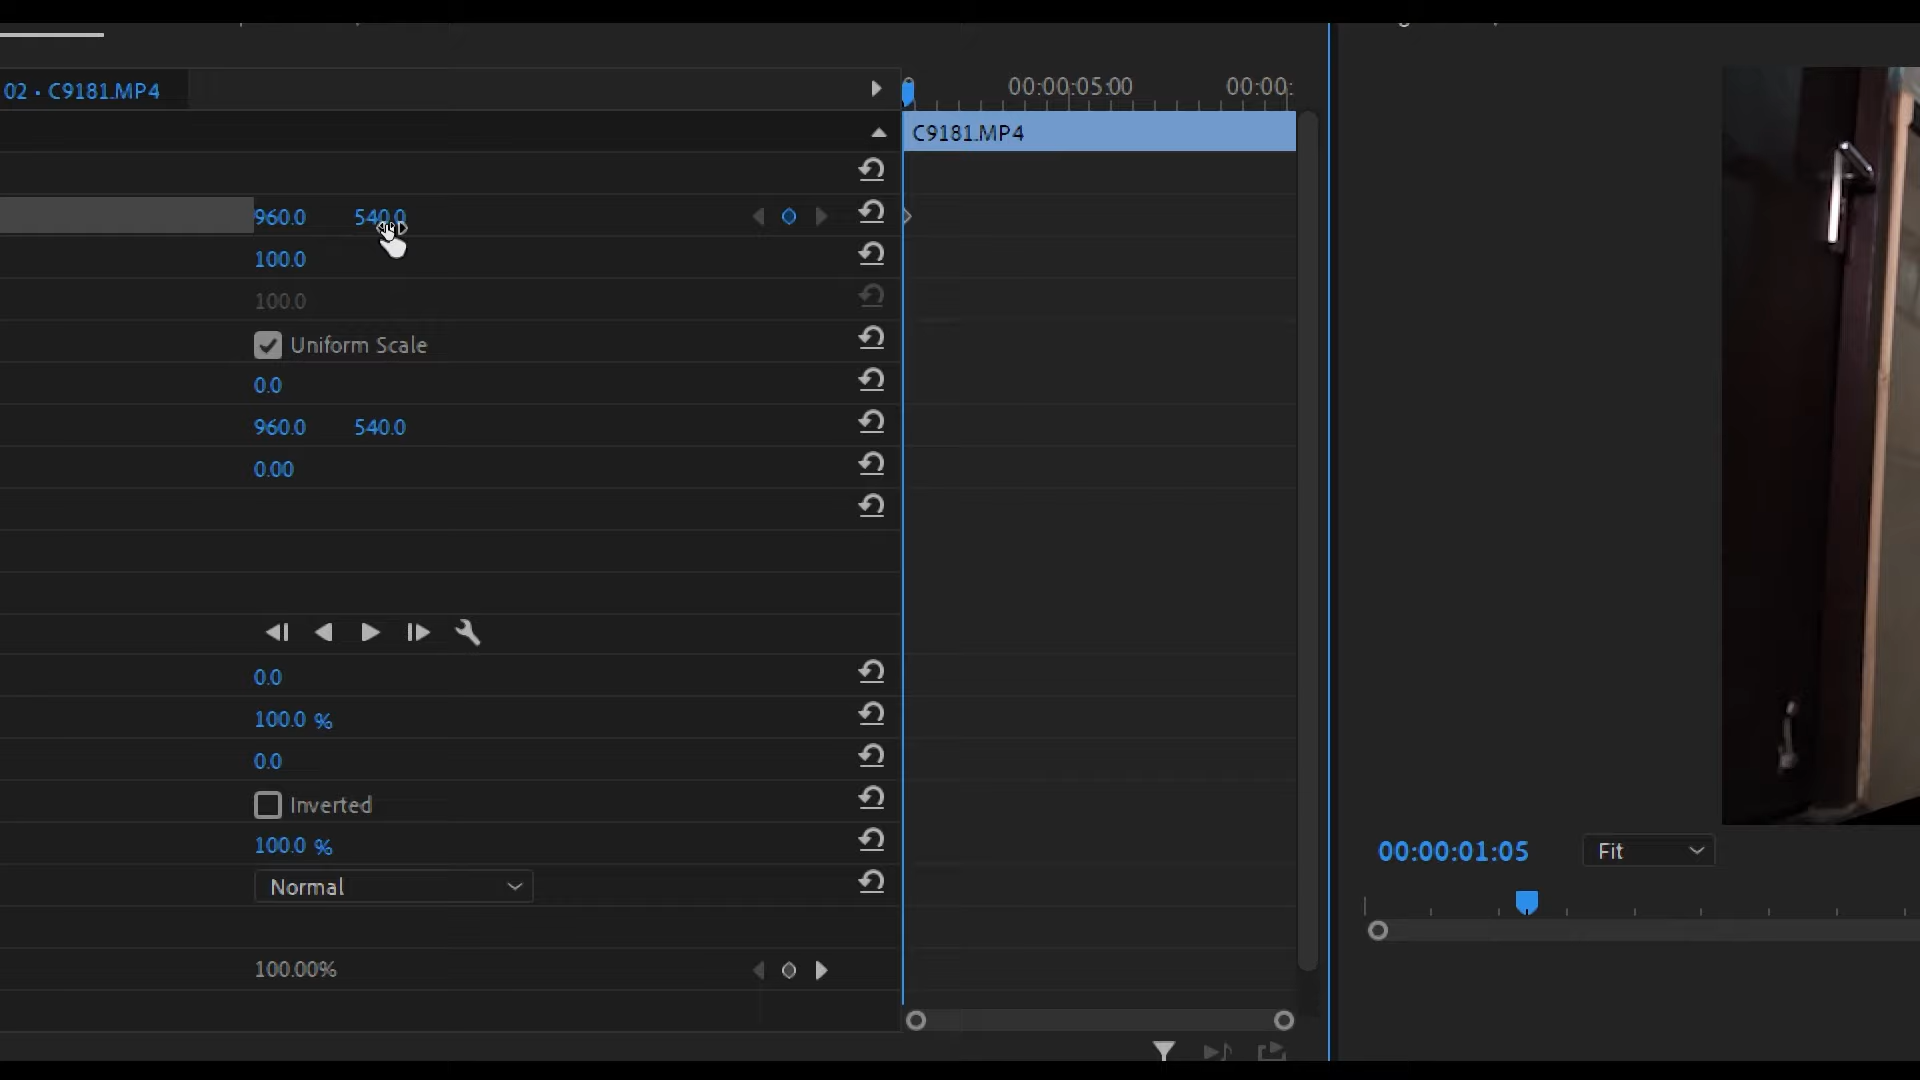 02 • C9181.MP4
0 00:00:05:00 00:00:
C9181.MP4
960.0 540.0
100.0
100.0
Uniform Scale
0.0
960.0 540.0
0.00
0.0
100.0 %
0.0
Inverted
100.0 %
Normal
100.00%
00:00:01:05 Fit